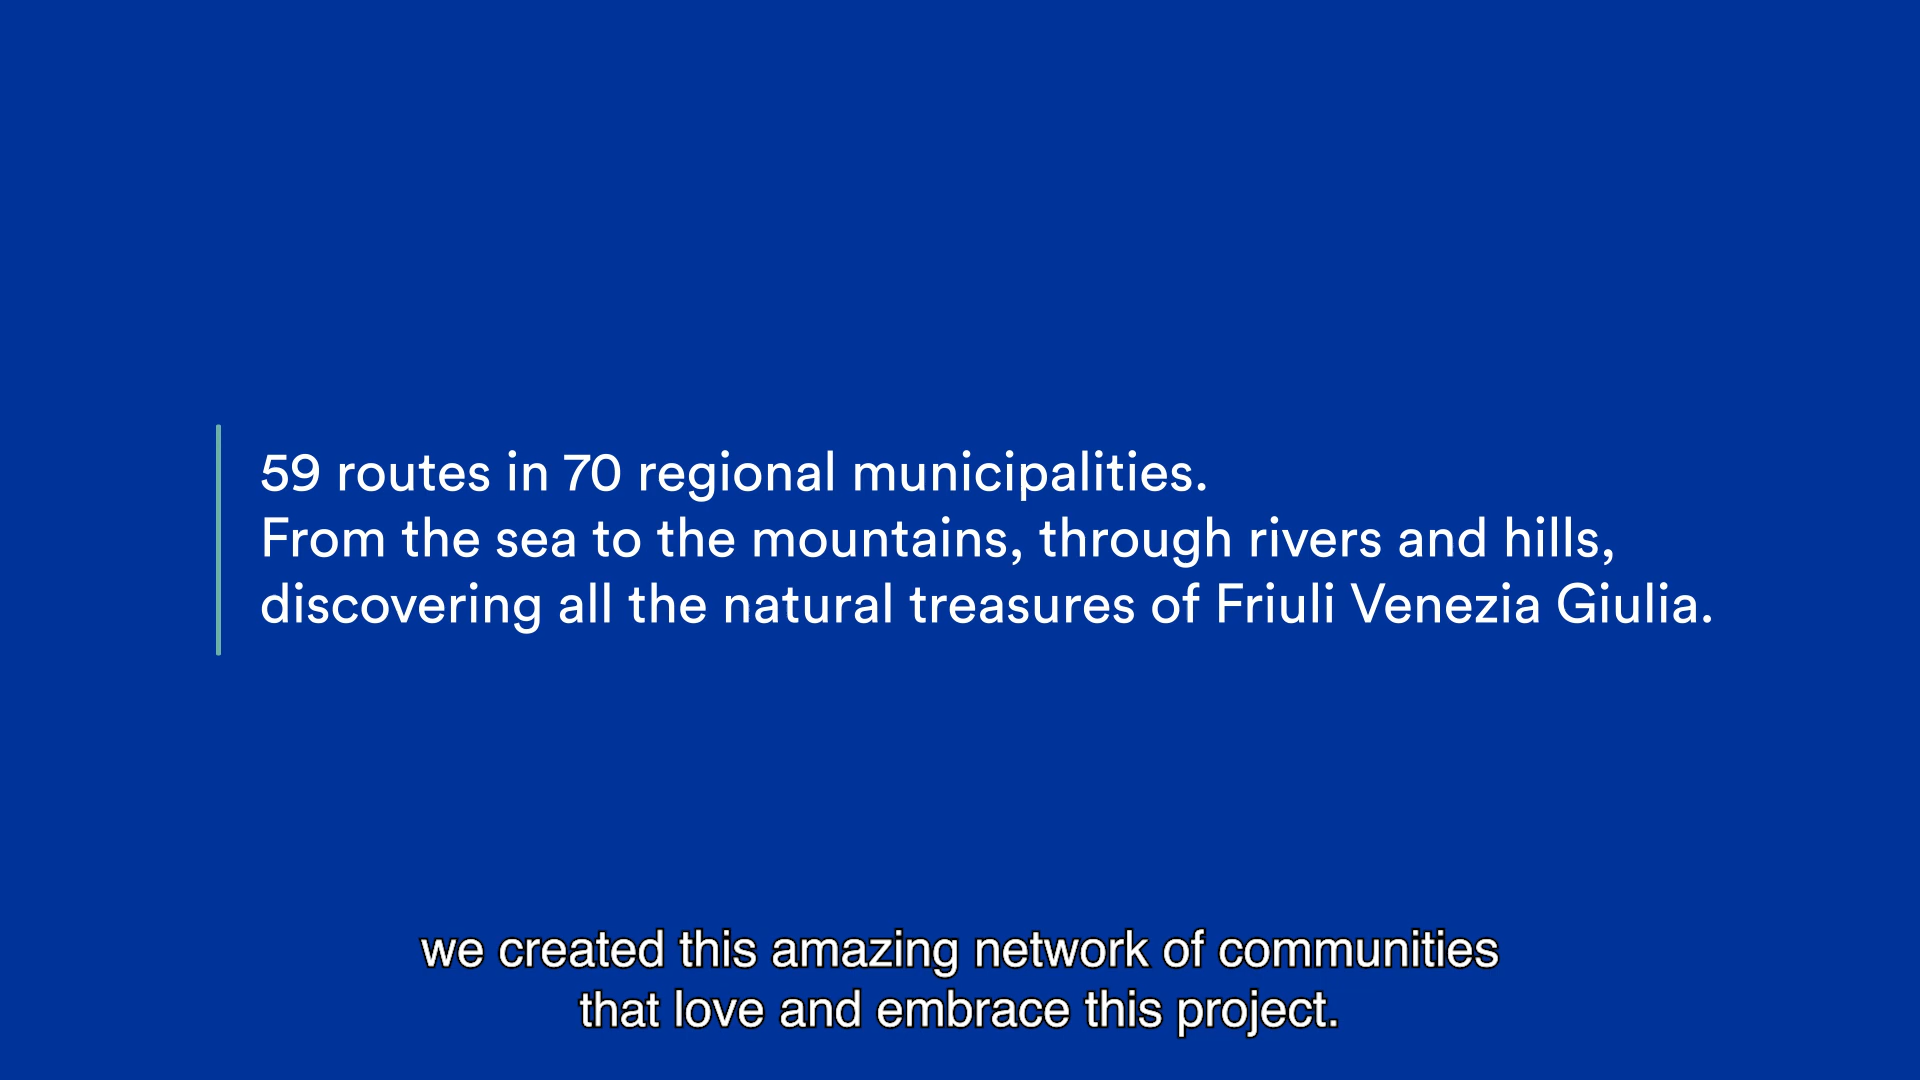 59 routes in 70 regional municipalities.
From the sea to the mountains, through rivers and hills,
discovering all the natural treasures of Friuli Venezia Giulia.
we created this amazing network of communities
that love and embrace this project.